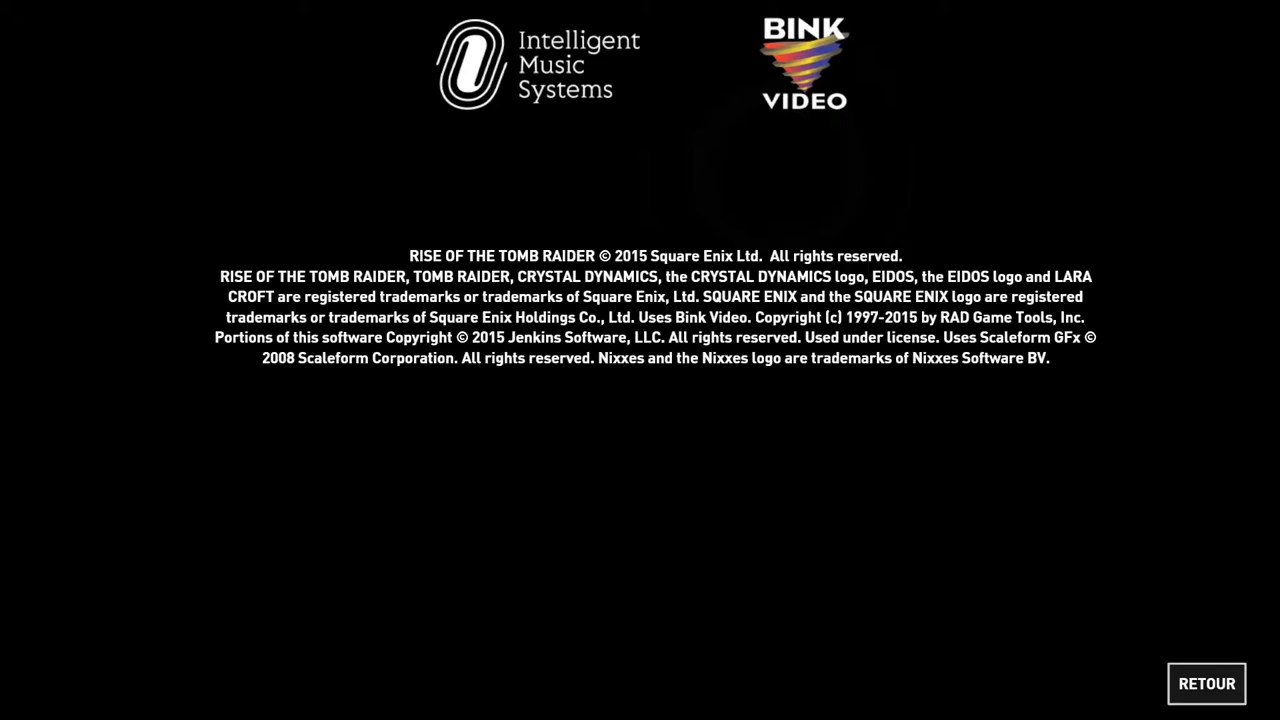 Intelligent
Music
Systems
BINK
VIDEO
RISE OF THE TOMB RAIDER © 2015 Square Enix Ltd.  All rights reserved.
RISE OF THE TOMB RAIDER, TOMB RAIDER, CRYSTAL DYNAMICS, the CRYSTAL DYNAMICS logo, EIDOS, the EIDOS logo and LARA
CROFT are registered trademarks or trademarks of Square Enix, Ltd. SQUARE ENIX and the SQUARE ENIX logo are registered
trademarks or trademarks of Square Enix Holdings Co., Ltd. Uses Bink Video. Copyright (c) 1997-2015 by RAD Game Tools, Inc.
Portions of this software Copyright © 2015 Jenkins Software, LLC. All rights reserved. Used under license. Uses Scaleform GFx ©
2008 Scaleform Corporation. All rights reserved. Nixxes and the Nixxes logo are trademarks of Nixxes Software BV.
RETOUR